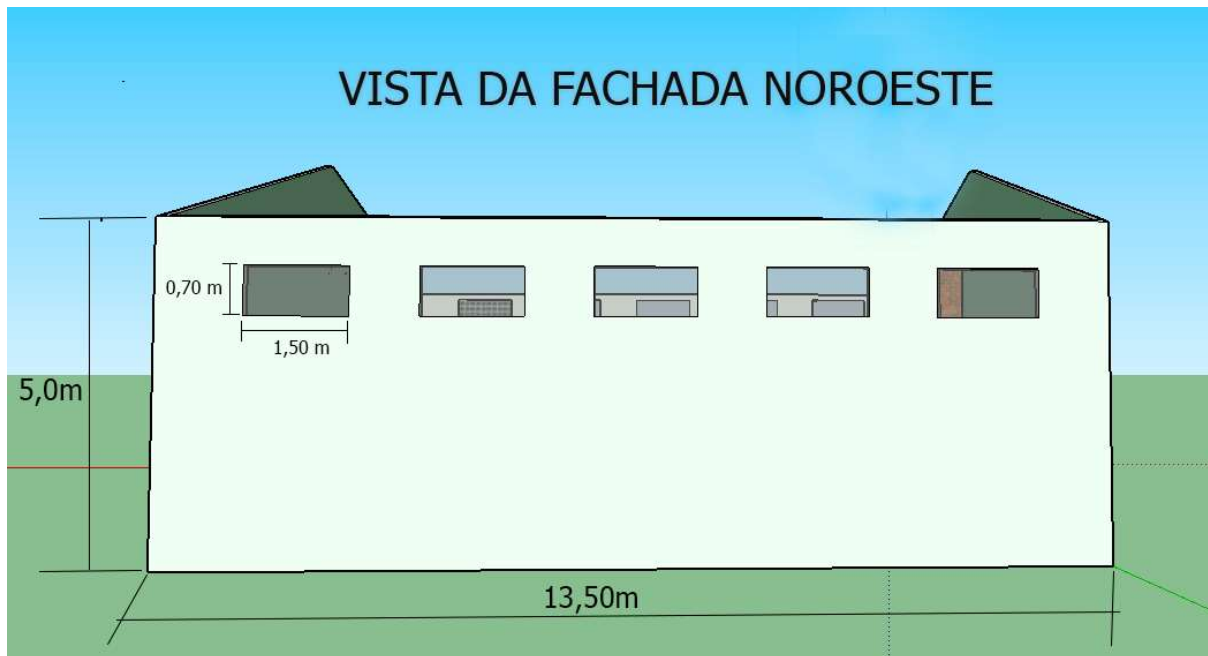 VISTA DA FACHADA NOROESTE
0,70 m
1,50 m
5,0m
13,50m